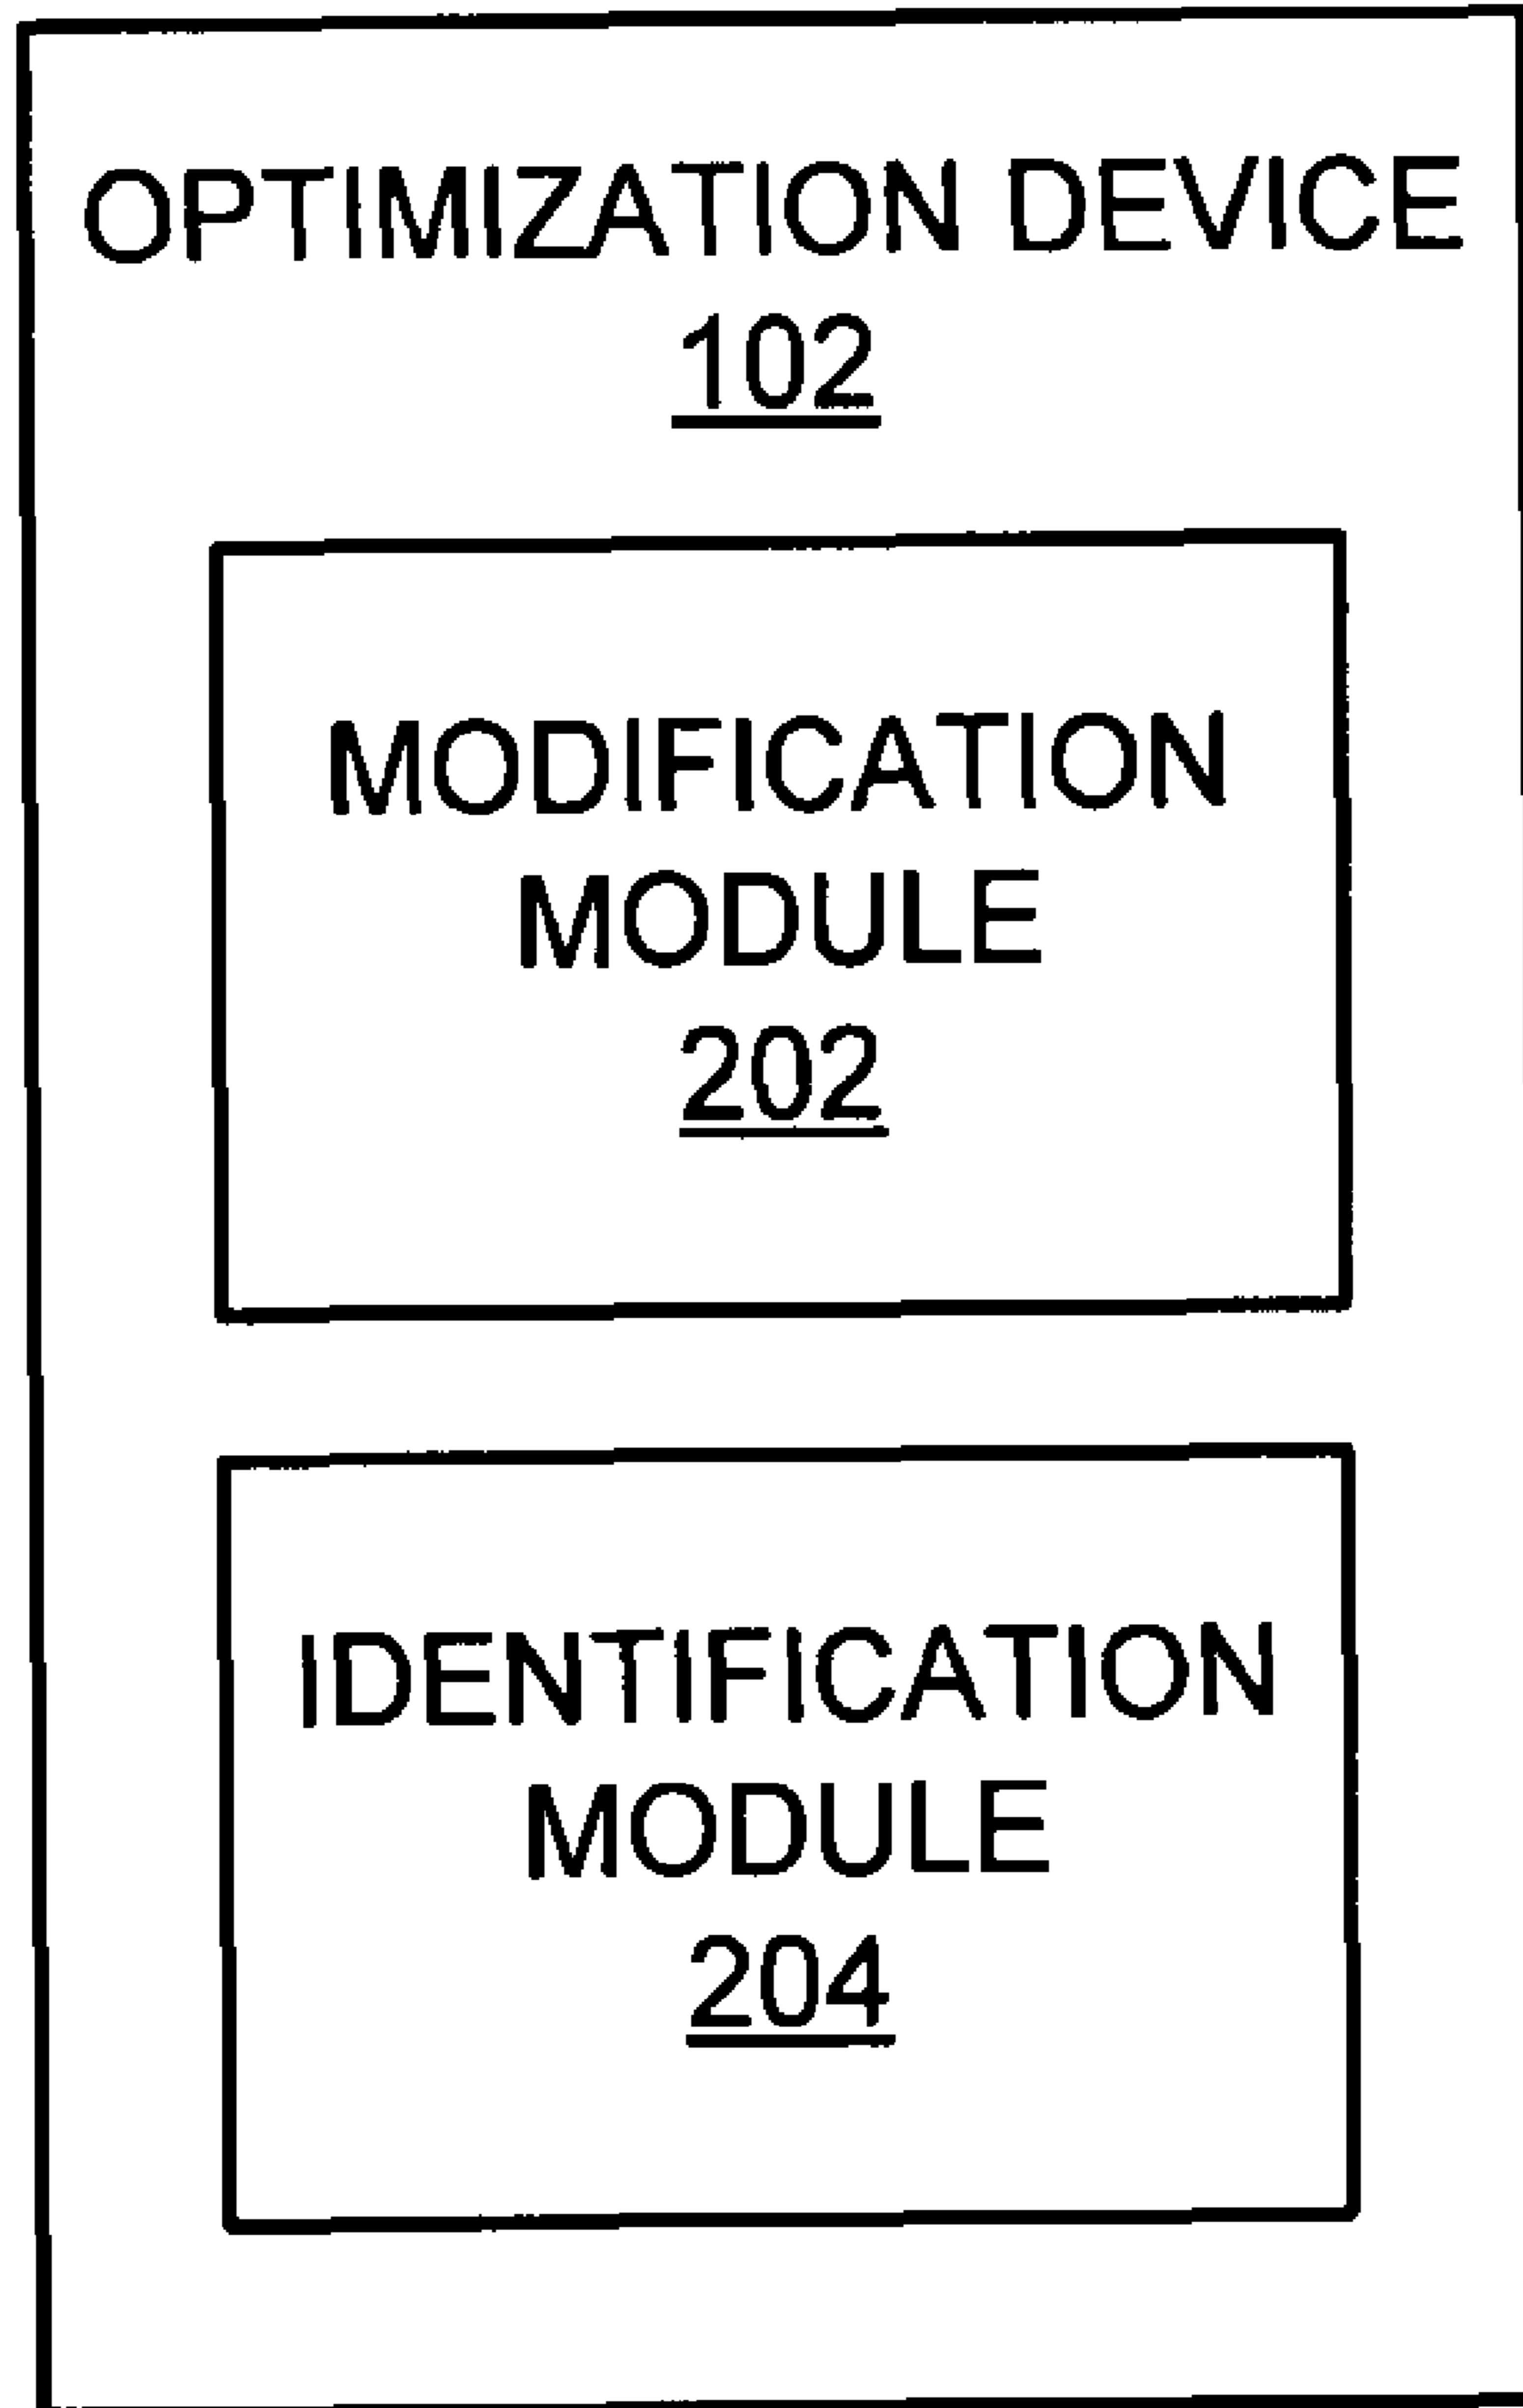 OPTIMIZATION DEVICE
102
MODIFICATION
MODULE
202
IDENTIFICATION
MODULE
204